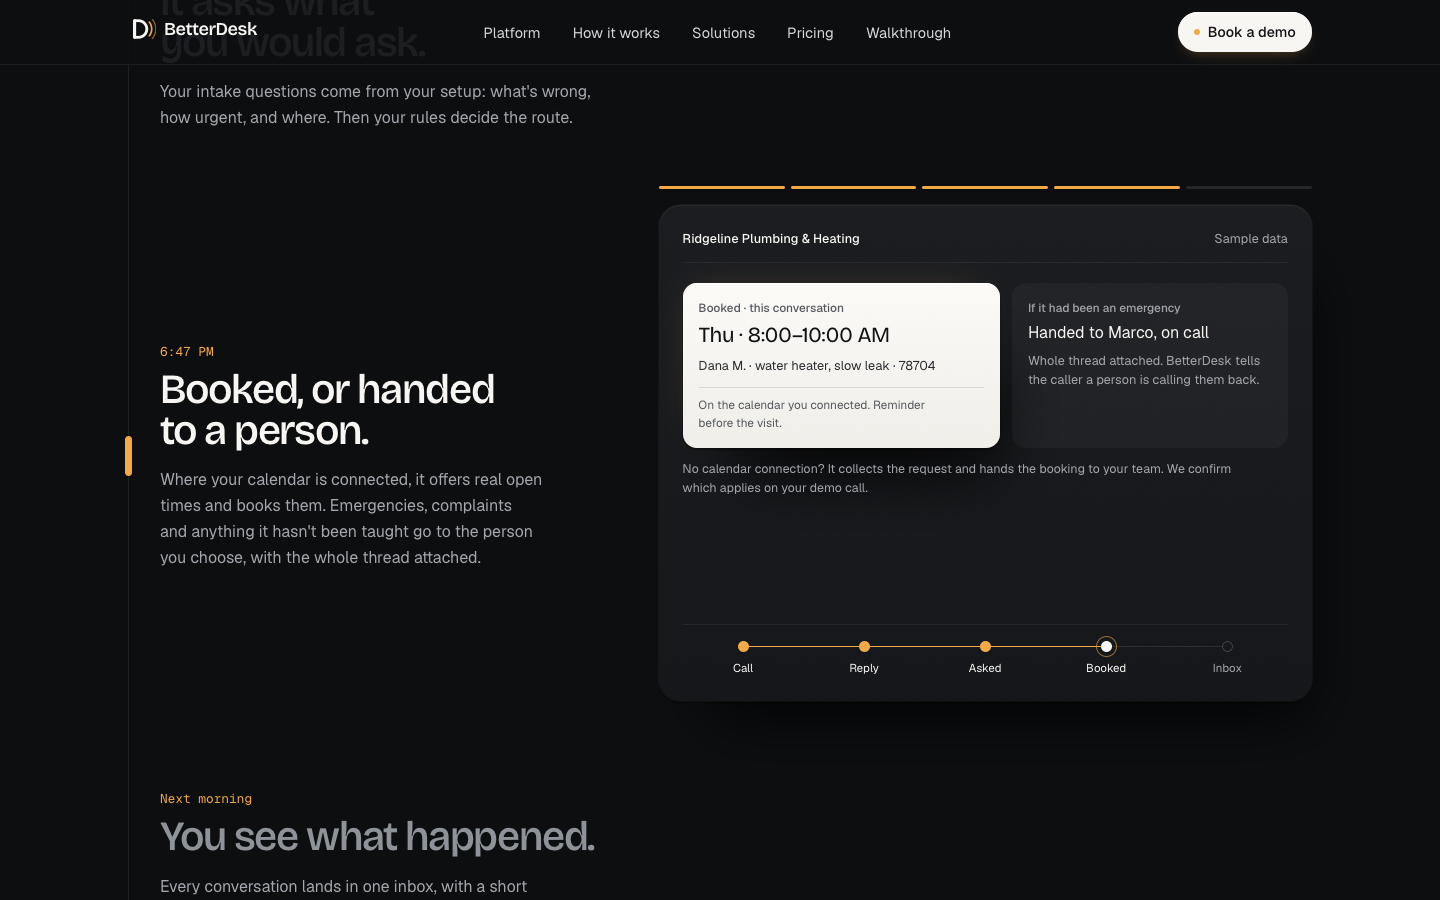 it asks what
you would ask.
BetterDesk
Platform
How it works
Solutions
Pricing
Walkthrough
Book a demo
Your intake questions come from your setup: what's wrong,
how urgent, and where. Then your rules decide the route.
6:47 PM
Booked, or handed
to a person.
Where your calendar is connected, it offers real open
times and books them. Emergencies, complaints
and anything it hasn't been taught go to the person
you choose, with the whole thread attached.
Ridgeline Plumbing & Heating
Sample data
Booked · this conversation
Thu · 8:00–10:00 AM
Dana M. · water heater, slow leak · 78704
On the calendar you connected. Reminder
before the visit.
If it had been an emergency
Handed to Marco, on call
Whole thread attached. BetterDesk tells
the caller a person is calling them back.
No calendar connection? It collects the request and hands the booking to your team. We confirm
which applies on your demo call.
Call
Reply
Asked
Booked
Inbox
Next morning
You see what happened.
Every conversation lands in one inbox, with a short